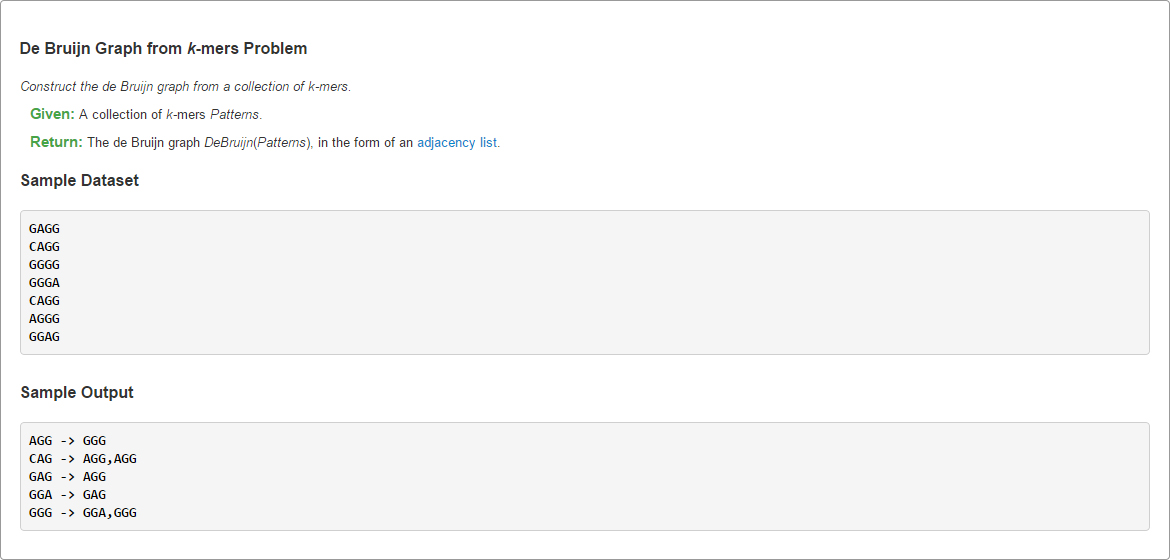 De Bruijn Graph from k-mers Problem
Construct the de Bruijn graph from a collection of k-mers.
Given: A collection of k-mers Patterns.
Return: The de Bruijn graph DeBruijn(Patterns), in the form of an adjacency list.
Sample Dataset
GAGG
CAGG
GGGG
GGGA
CAGG
AGGG
GGAG
Sample Output
AGG -> GGG
CAG -> AGG,AGG
GAG -> AGG
GGA -> GAG
GGG -> GGA,GGG